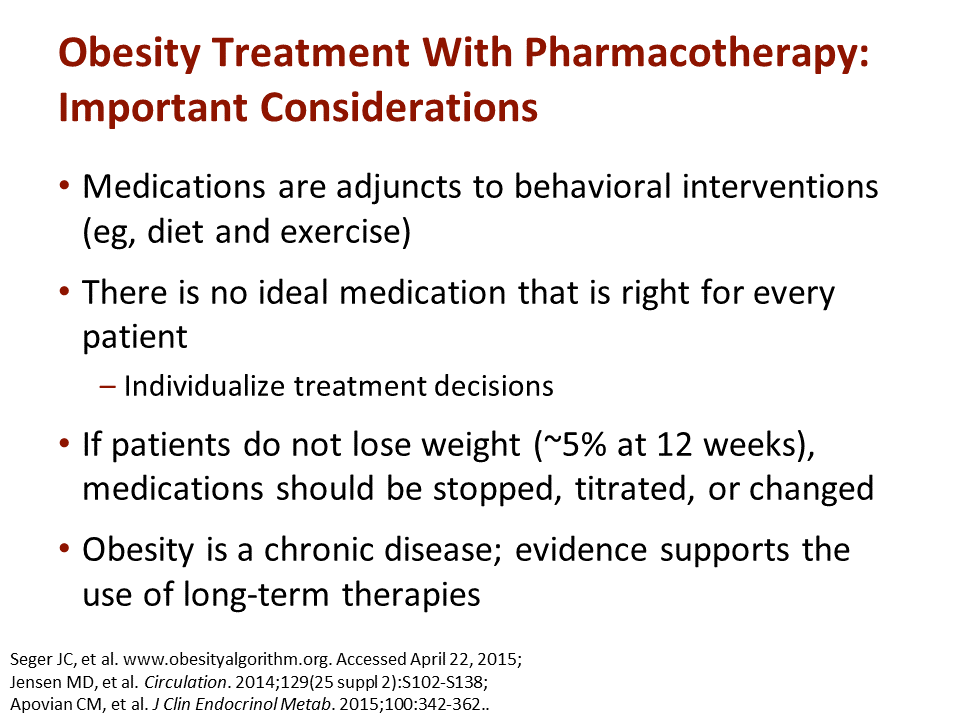 Obesity Treatment With Pharmacotherapy:
Important Considerations
• Medications are adjuncts to behavioral interventions
(eg, diet and exercise)
• There is no ideal medication that is right for every
patient
– Individualize treatment decisions
• If patients do not lose weight (~5% at 12 weeks),
medications should be stopped, titrated, or changed
• Obesity is a chronic disease; evidence supports the
use of long-term therapies
Seger JC, et al. www.obesityalgorithm.org. Accessed April 22, 2015;
Jensen MD, et al. Circulation. 2014;129(25 suppl 2):S102-S138;
Apovian CM, et al. J Clin Endocrinol Metab. 2015;100:342-362..